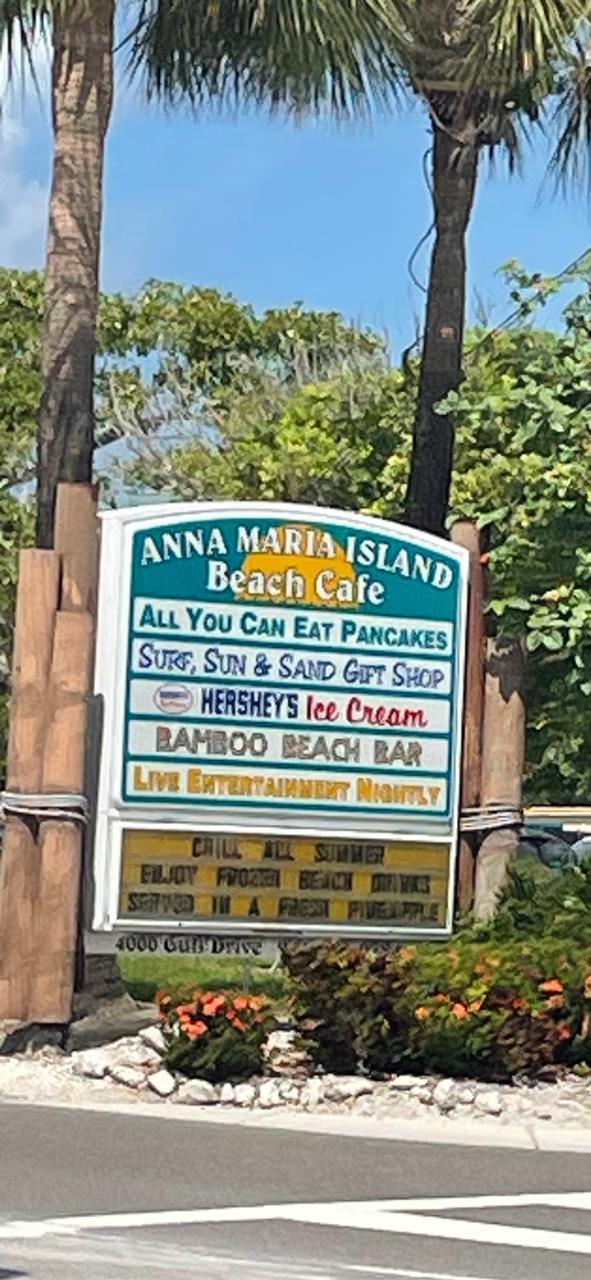 ANNA MARIA ISLAND
Beach Cafe
ALL YOU CAN EAT PANCAKES
SURF, SUN & SAND GIFT SHOP
HERSHEY'S Ice Cream
BAMBOO BEACH BAR
LIVE ENTERTAINMENT NIGHTLY
CHILL ALL SUMMER
ENJOY FROZEN BEACH DRINKS
SERVED IN A FRESH PINEAPPLE
4000 Gulf Drive